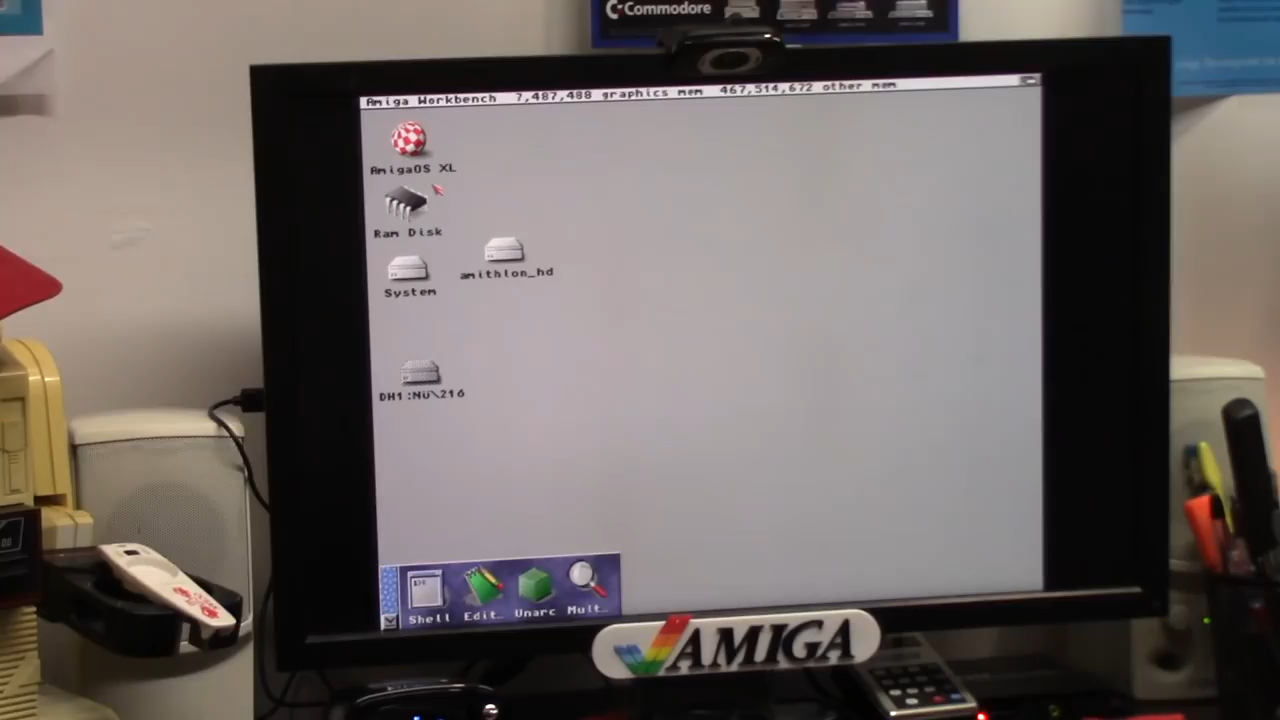 Commodore
Amiga Workbench 7,487,488 graphics mem 467,514,672 other mem
AmigaOS XL
Ram Disk
amithlon_hd
System
DH1:NU\216
Shell Edit... Unarc Mult...
AMIGA